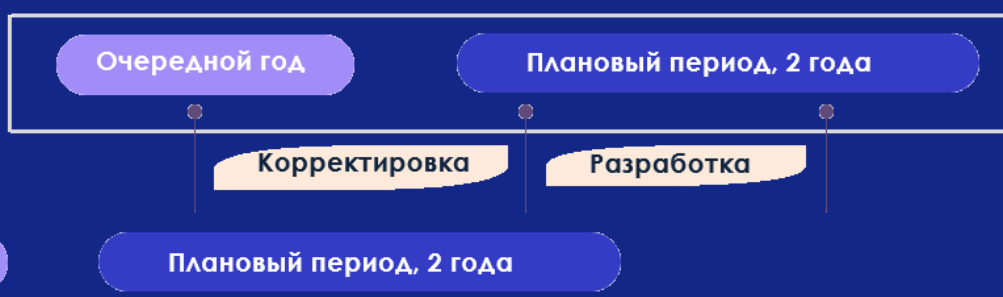 Очередной год
Плановый период, 2 года
Корректировка
Разработка
Плановый период, 2 года